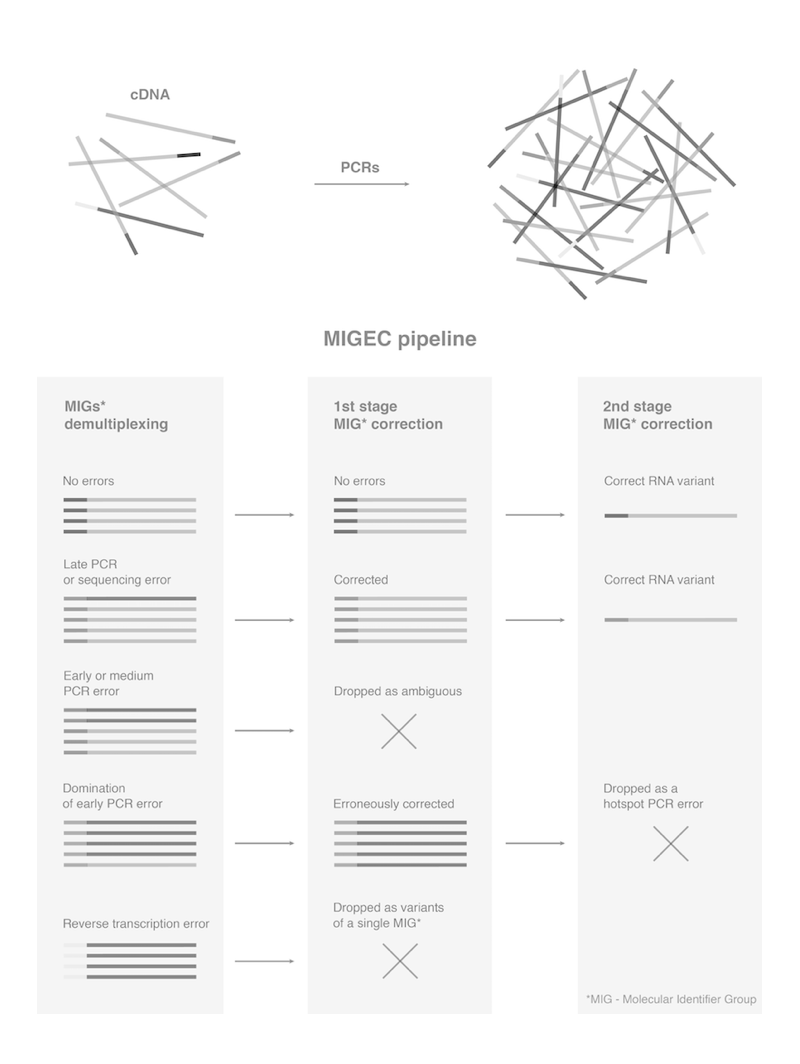 cDNA
PCRs
MIGEC pipeline
MIGs*
demultiplexing
No errors
Late PCR
or sequencing error
Early or medium
PCR error
Domination
of early PCR error
Reverse transcription error
1st stage
MIG* correction
No errors
Corrected
Dropped as ambiguous
Erroneously corrected
Dropped as variants
of a single MIG*
2nd stage
MIG* correction
Correct RNA variant
Correct RNA variant
Dropped as a
hotspot PCR error
*MIG - Molecular Identifier Group